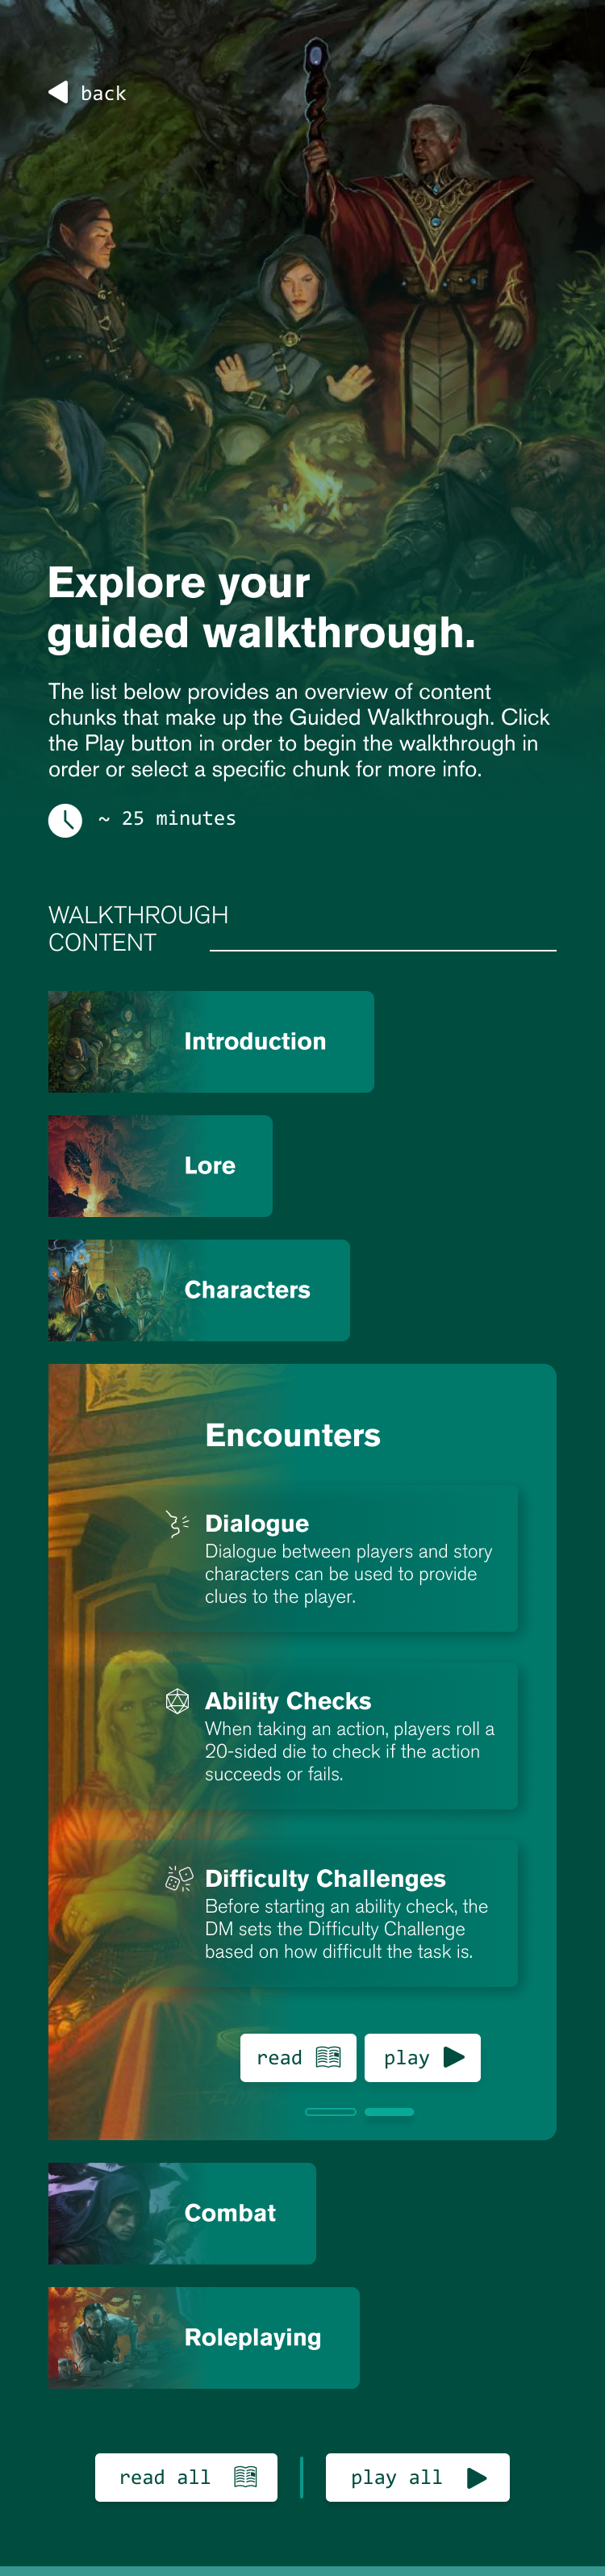 back
Explore your
guided walkthrough.
The list below provides an overview of content
chunks that make up the Guided Walkthrough. Click
the Play button in order to begin the walkthrough in
order or select a specific chunk for more info.
~ 25 minutes
WALKTHROUGH
CONTENT
Introduction
Lore
Characters
Encounters
Dialogue
Dialogue between players and story
characters can be used to provide
clues to the player.
Ability Checks
When taking an action, players roll a
20-sided die to check if the action
succeeds or fails.
Difficulty Challenges
Before starting an ability check, the
DM sets the Difficulty Challenge
based on how difficult the task is.
read
play
Combat
Roleplaying
read all
play all